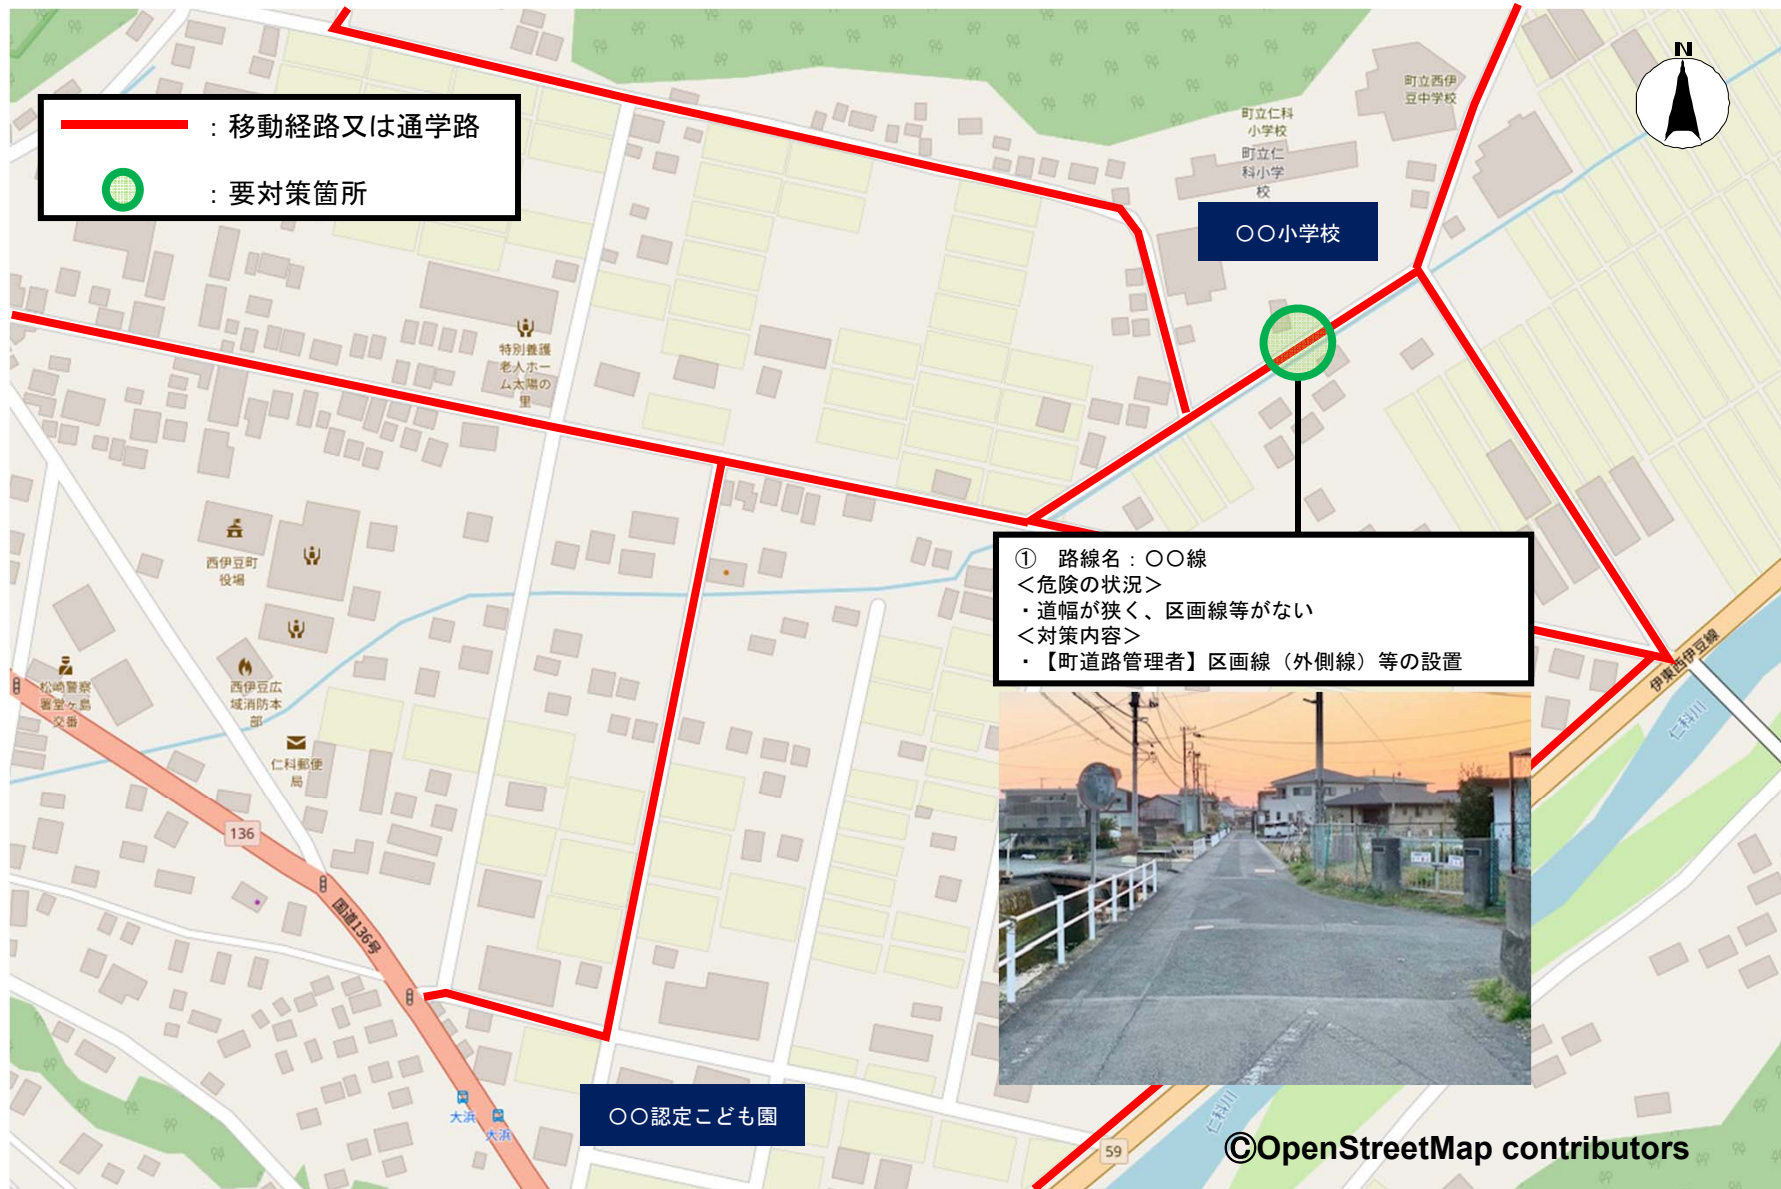 N
：移動経路又は通学路
：要対策箇所
町立西伊
豆中学校
町立仁科
小学校
町立仁
科小学
校
〇〇小学校
特別養護
老人ホー
ム太陽の
里
西伊豆町
役場
① 路線名：〇〇線
＜危険の状況＞
・道幅が狭く、区画線等がない
＜対策内容＞
・【町道路管理者】区画線（外側線）等の設置
伊東西伊豆線
仁科川
松崎警察
署堂ヶ島
交番
西伊豆広
域消防本
部
仁科郵便
局
136
国道136号
大浜
大浜
〇〇認定こども園
仁科川
59
©OpenStreetMap contributors